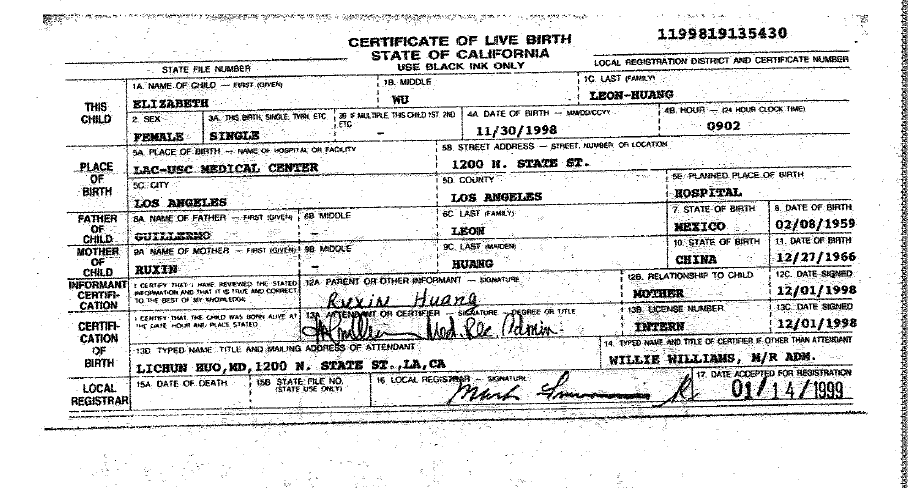 1199819135430
CERTIFICATE OF LIVE BIRTH
STATE OF CALIFORNIA
USE BLACK INK ONLY
STATE FILE NUMBER
LOCAL REGISTRATION DISTRICT AND CERTIFICATE NUMBER
THIS CHILD
1A. NAME OF CHILD — FIRST (GIVEN) 1B. MIDDLE 1C. LAST (FAMILY)
ELIZABETH WU LEON-HUANG
2. SEX 3A. THIS BIRTH, SINGLE, TWIN, ETC 3B IF MULTIPLE, THIS CHILD 1ST 2ND ETC 4A DATE OF BIRTH — MM/DD/CCYY 4B. HOUR — (24 HOUR CLOCK TIME)
FEMALE SINGLE – 11/30/1998 0902
PLACE OF BIRTH
5A. PLACE OF BIRTH — NAME OF HOSPITAL OR FACILITY 5B STREET ADDRESS — STREET, NUMBER, OR LOCATION
LAC-USC MEDICAL CENTER 1200 N. STATE ST.
5C. CITY 5D. COUNTY 5E PLANNED PLACE OF BIRTH
LOS ANGELES LOS ANGELES HOSPITAL
FATHER OF CHILD
6A NAME OF FATHER — FIRST (GIVEN) 6B MIDDLE 6C LAST (FAMILY) 7. STATE OF BIRTH 8. DATE OF BIRTH
GUILLERMO – LEON MEXICO 02/08/1959
MOTHER OF CHILD
9A NAME OF MOTHER — FIRST (GIVEN) 9B MIDDLE 9C. LAST (MAIDEN) 10. STATE OF BIRTH 11. DATE OF BIRTH
RUXIN – HUANG CHINA 12/27/1966
INFORMANT CERTIFI-CATION
I CERTIFY THAT I HAVE REVIEWED THE STATED INFORMATION AND THAT IT IS TRUE AND CORRECT TO THE BEST OF MY KNOWLEDGE
12A PARENT OR OTHER INFORMANT — SIGNATURE 12B. RELATIONSHIP TO CHILD 12C. DATE SIGNED
Ruxin Huang MOTHER 12/01/1998
CERTIFI-CATION OF BIRTH
I CERTIFY THAT THE CHILD WAS BORN ALIVE AT THE DATE HOUR AND PLACE STATED
13A ATTENDANT OR CERTIFIER — SIGNATURE — DEGREE OR TITLE 13B. LICENSE NUMBER 13C. DATE SIGNED
Med Rec Admin. INTERN 12/01/1998
13D TYPED NAME TITLE AND MAILING ADDRESS OF ATTENDANT 14. TYPED NAME AND TITLE OF CERTIFIER IF OTHER THAN ATTENDANT
LICHUN HUO,MD,1200 N. STATE ST.,LA,CA WILLIE WILLIAMS, M/R ADM.
LOCAL REGISTRAR
15A DATE OF DEATH 15B STATE FILE NO. (STATE USE ONLY) 16 LOCAL REGISTRAR — SIGNATURE 17. DATE ACCEPTED FOR REGISTRATION
01/14/1999